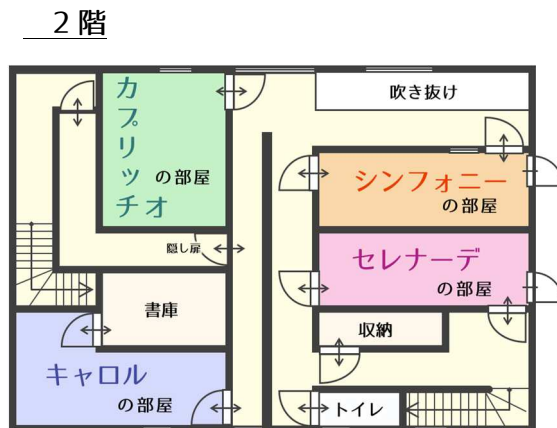 ２階
カプリッチオ
の部屋
吹き抜け
シンフォニー
の部屋
隠し扉
セレナーデ
の部屋
書庫
収納
キャロル
の部屋
トイレ